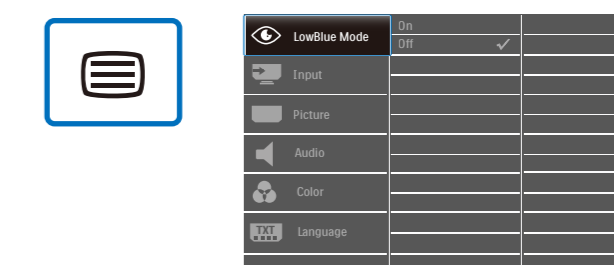 LowBlue Mode
On
Off
Input
Picture
Audio
Color
TXT
Language